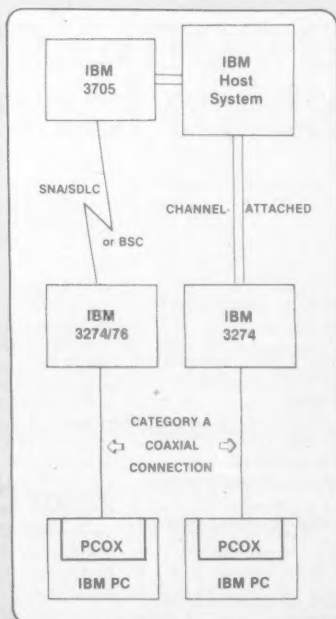 IBM
3705
IBM
Host
System
SNA/SDLC
or BSC
CHANNEL- ATTACHED
IBM
3274/76
IBM
3274
CATEGORY A
COAXIAL
CONNECTION
PCOX
IBM PC
PCOX
IBM PC